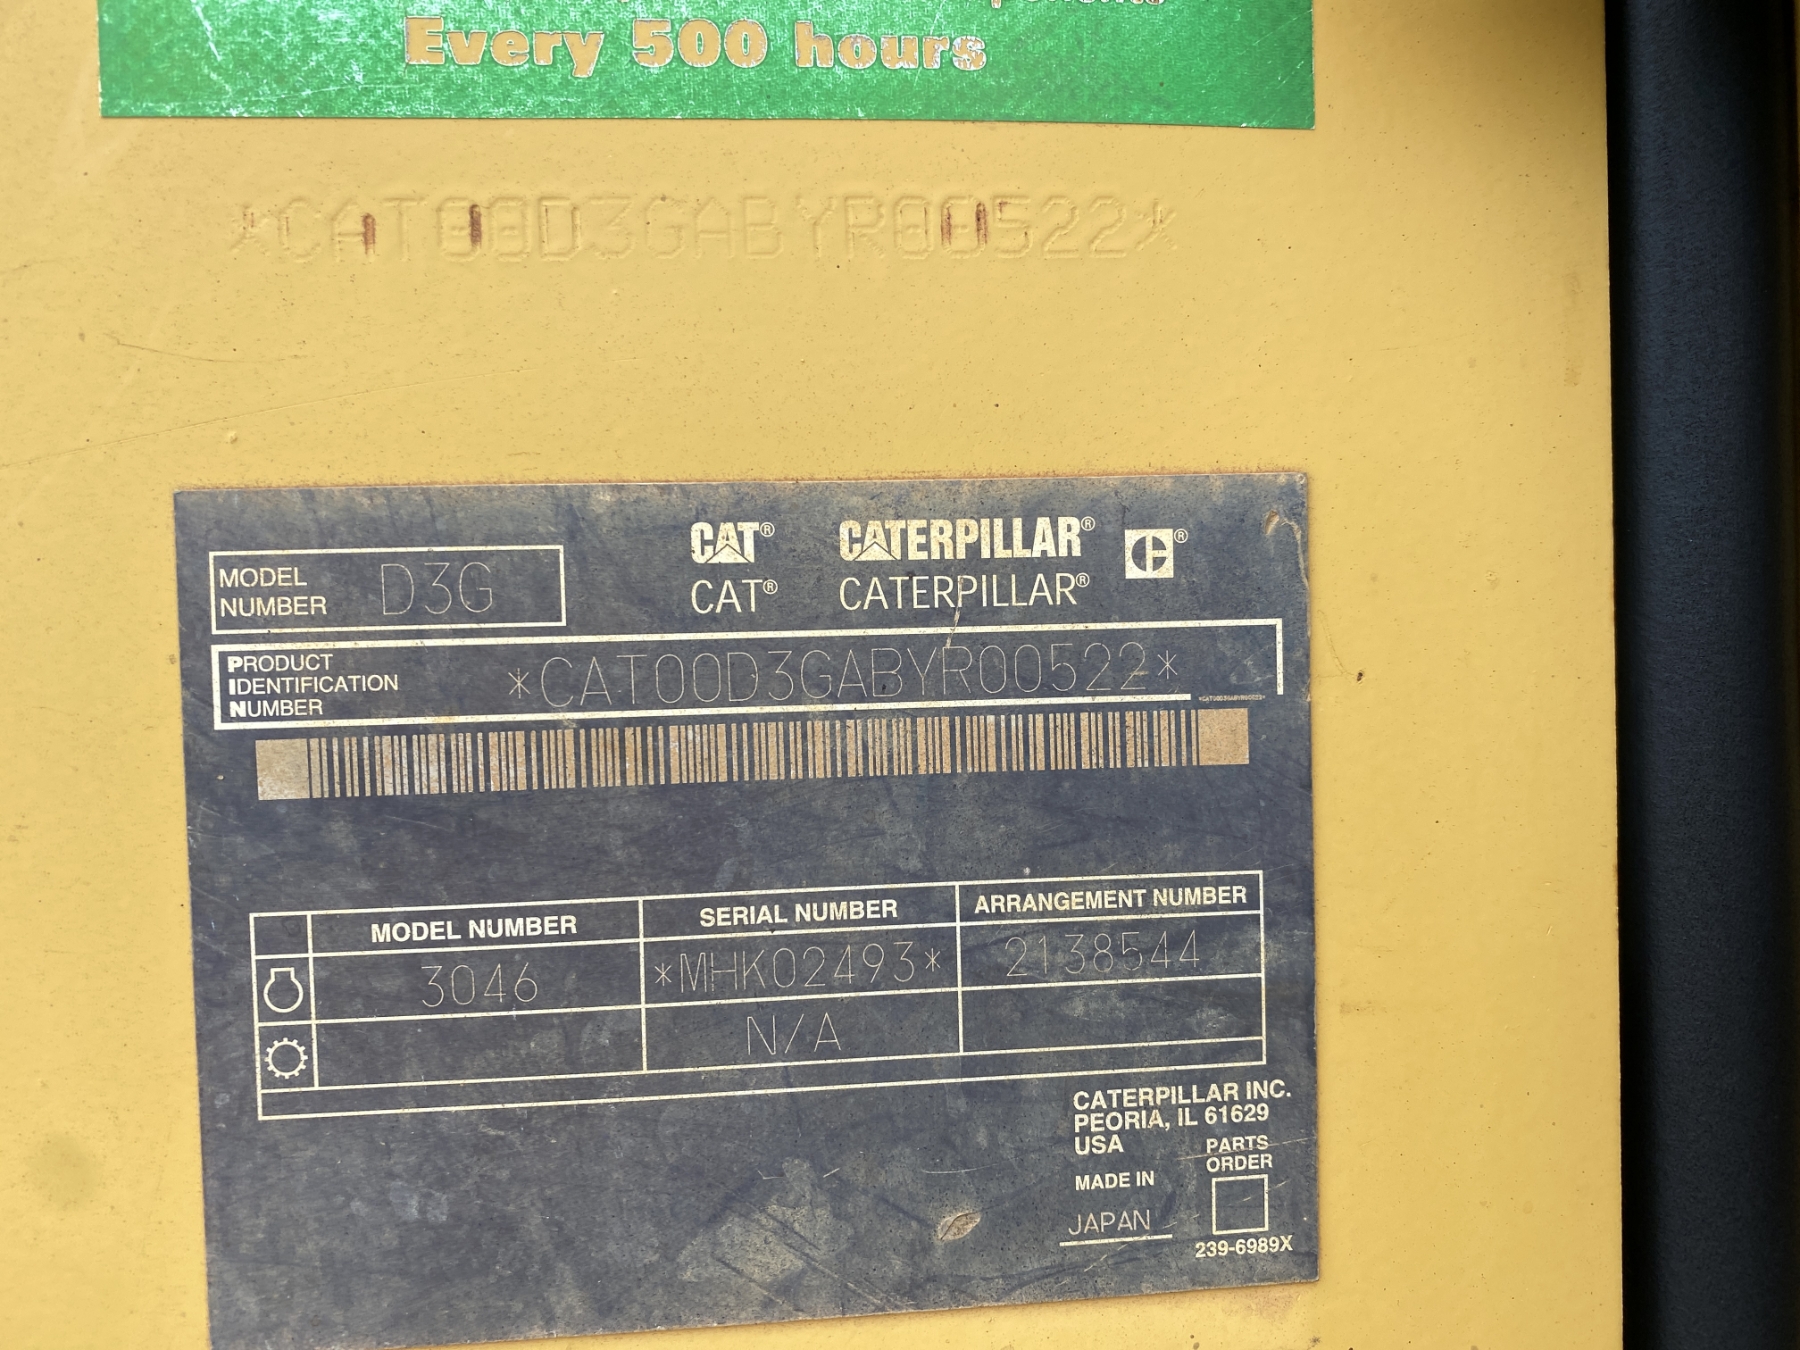 Every 500 hours
*CAT00D3GABYR00522*
CAT® CATERPILLAR® ®
MODEL NUMBER D3G
CAT® CATERPILLAR®
PRODUCT IDENTIFICATION NUMBER *CAT00D3GABYR00522*
*CAT00D3GABYR00522*
MODEL NUMBER SERIAL NUMBER ARRANGEMENT NUMBER
3046 *MHK02493* 2138544
N/A
CATERPILLAR INC.
PEORIA, IL 61629
USA
PARTS ORDER
MADE IN
JAPAN
239-6989X